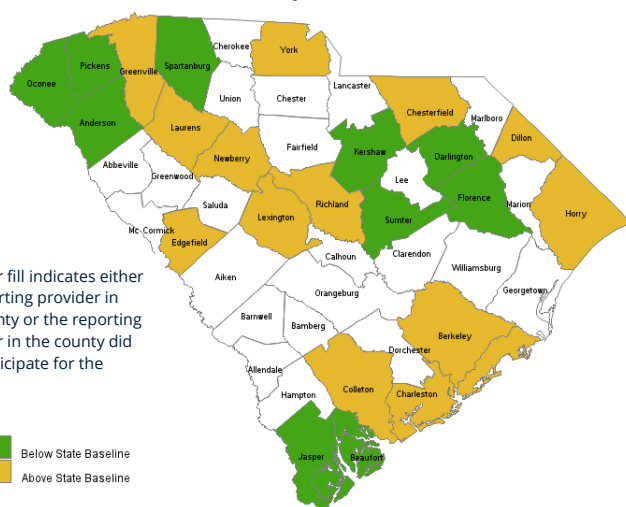 Cherokee
York
Oconee
Pickens
Greenville
Spartanburg
Union
Chester
Lancaster
Chesterfield
Marlboro
Dillon
Anderson
Laurens
Newberry
Fairfield
Kershaw
Darlington
Lee
Florence
Marion
Horry
Abbeville
Greenwood
Saluda
Lexington
Richland
Sumter
Mc Cormick
Edgefield
Calhoun
Clarendon
Williamsburg
Georgetown
Aiken
Orangeburg
Barnwell
Bamberg
Berkeley
Dorchester
Allendale
Hampton
Colleton
Charleston
Jasper
Beaufort
fill indicates either
rting provider in
nty or the reporting
r in the county did
icipate for the
Below State Baseline
Above State Baseline